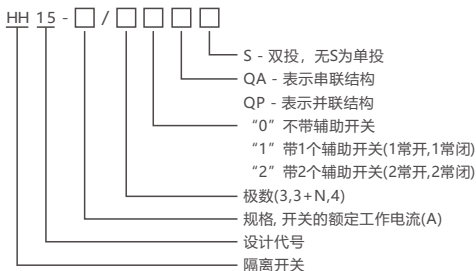 HH 15 - □ / □ □ □ □
S - 双投，无S为单投
QA - 表示串联结构
QP - 表示并联结构
“0”不带辅助开关
“1”带1个辅助开关(1常开,1常闭)
“2”带2个辅助开关(2常开,2常闭)
极数(3,3+N,4)
规格, 开关的额定工作电流(A)
设计代号
隔离开关